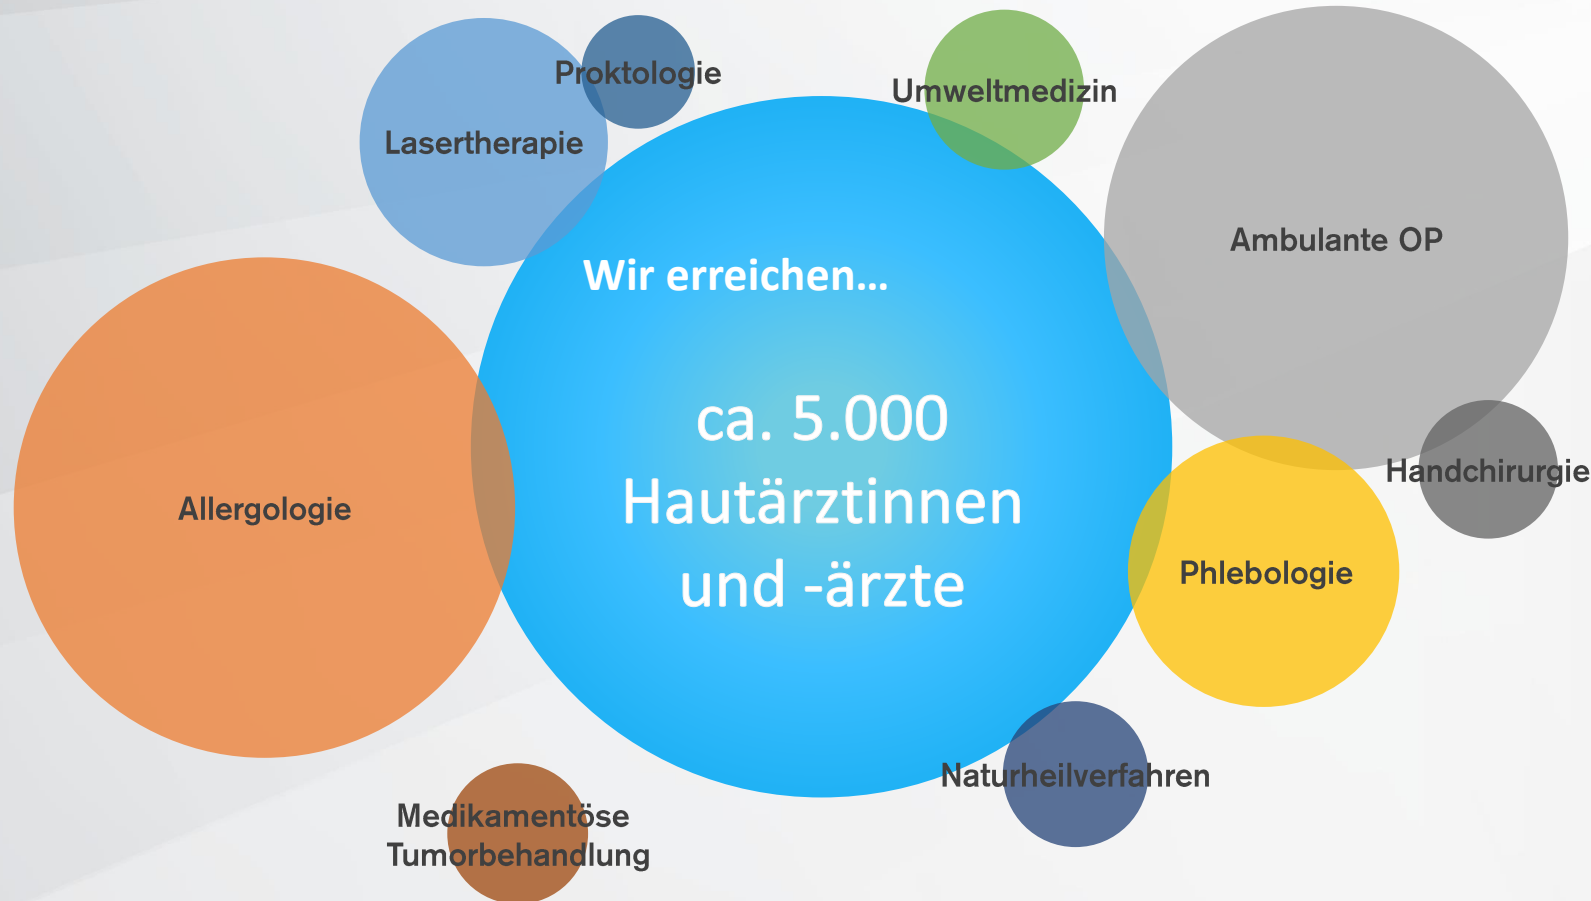 Proktologie
Umweltmedizin
Lasertherapie
Ambulante OP
Wir erreichen...
ca. 5.000
Hautärztinnen
und -ärzte
Handchirurgie
Allergologie
Phlebologie
Naturheilverfahren
Medikamentöse
Tumorbehandlung